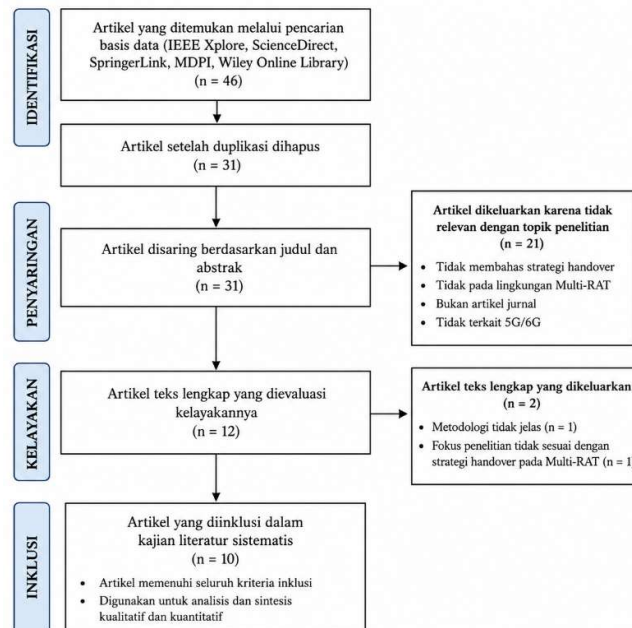 IDENTIFIKASI
Artikel yang ditemukan melalui pencarian
basis data (IEEE Xplore, ScienceDirect,
SpringerLink, MDPI, Wiley Online Library)
(n = 46)
Artikel setelah duplikasi dihapus
(n = 31)
PENYARINGAN
Artikel disaring berdasarkan judul dan
abstrak
(n = 31)
Artikel dikeluarkan karena tidak
relevan dengan topik penelitian
(n = 21)
• Tidak membahas strategi handover
• Tidak pada lingkungan Multi-RAT
• Bukan artikel jurnal
• Tidak terkait 5G/6G
KELAYAKAN
Artikel teks lengkap yang dievaluasi
kelayakannya
(n = 12)
Artikel teks lengkap yang dikeluarkan
(n = 2)
• Metodologi tidak jelas (n = 1)
• Fokus penelitian tidak sesuai dengan
strategi handover pada Multi-RAT (n = 1)
INKLUSI
Artikel yang diinklusi dalam
kajian literatur sistematis
(n = 10)
• Artikel memenuhi seluruh kriteria inklusi
• Digunakan untuk analisis dan sintesis
kualitatif dan kuantitatif